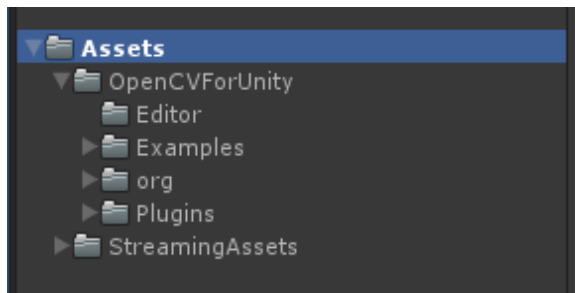 Assets
OpenCVForUnity
Editor
Examples
org
Plugins
StreamingAssets